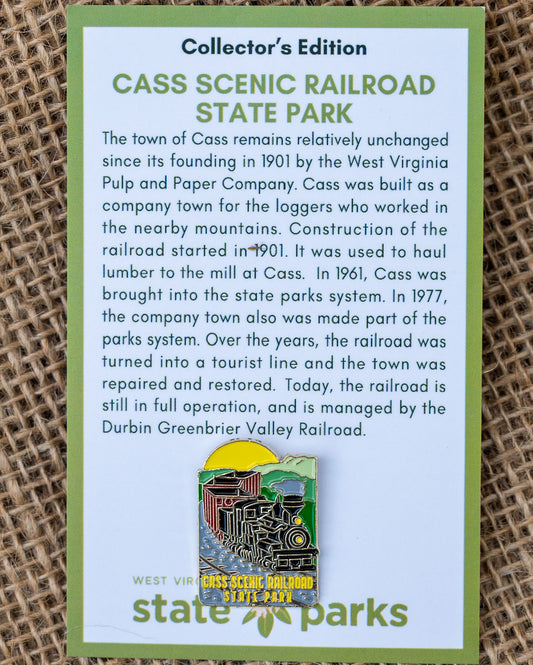 Collector's Edition
CASS SCENIC RAILROAD
STATE PARK
The town of Cass remains relatively unchanged
since its founding in 1901 by the West Virginia
Pulp and Paper Company. Cass was built as a
company town for the loggers who worked in
the nearby mountains. Construction of the
railroad started in 1901. It was used to haul
lumber to the mill at Cass. In 1961, Cass was
brought into the state parks system. In 1977,
the company town also was made part of the
parks system. Over the years, the railroad was
turned into a tourist line and the town was
repaired and restored. Today, the railroad is
still in full operation, and is managed by the
Durbin Greenbrier Valley Railroad.
CASS SCENIC RAILROAD
STATE PARK
WEST
state parks